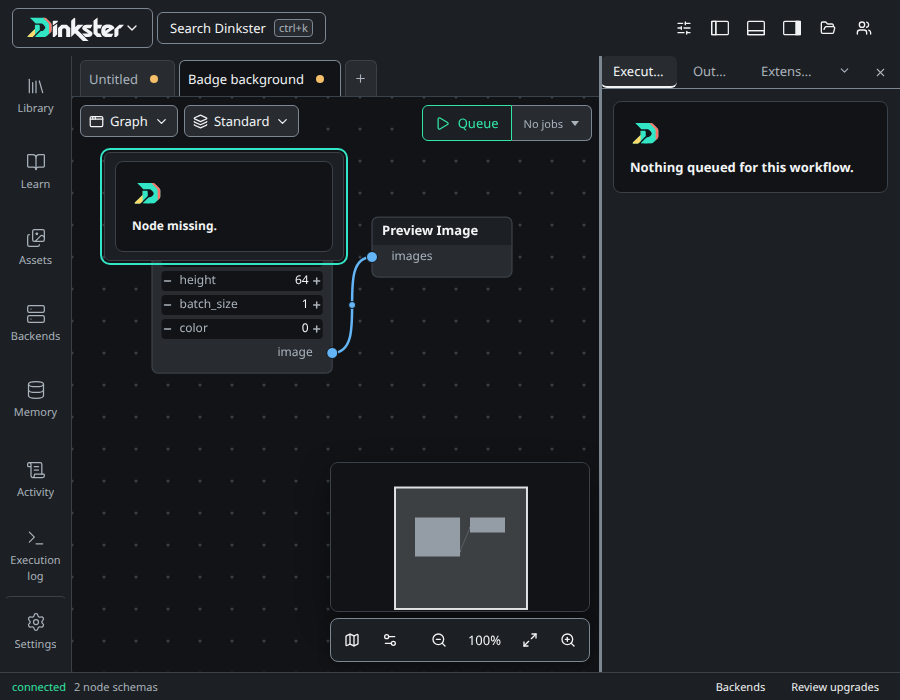 Dinkster
Search Dinkster ctrl+k
Untitled
Badge background
Execut...
Out...
Extens...
Library
Learn
Assets
Backends
Memory
Activity
Execution
log
Settings
Graph
Standard
Queue
No jobs
Nothing queued for this workflow.
Node missing.
Preview Image
images
height 64
batch_size 1
color 0
image
100%
connected 2 node schemas
Backends
Review upgrades